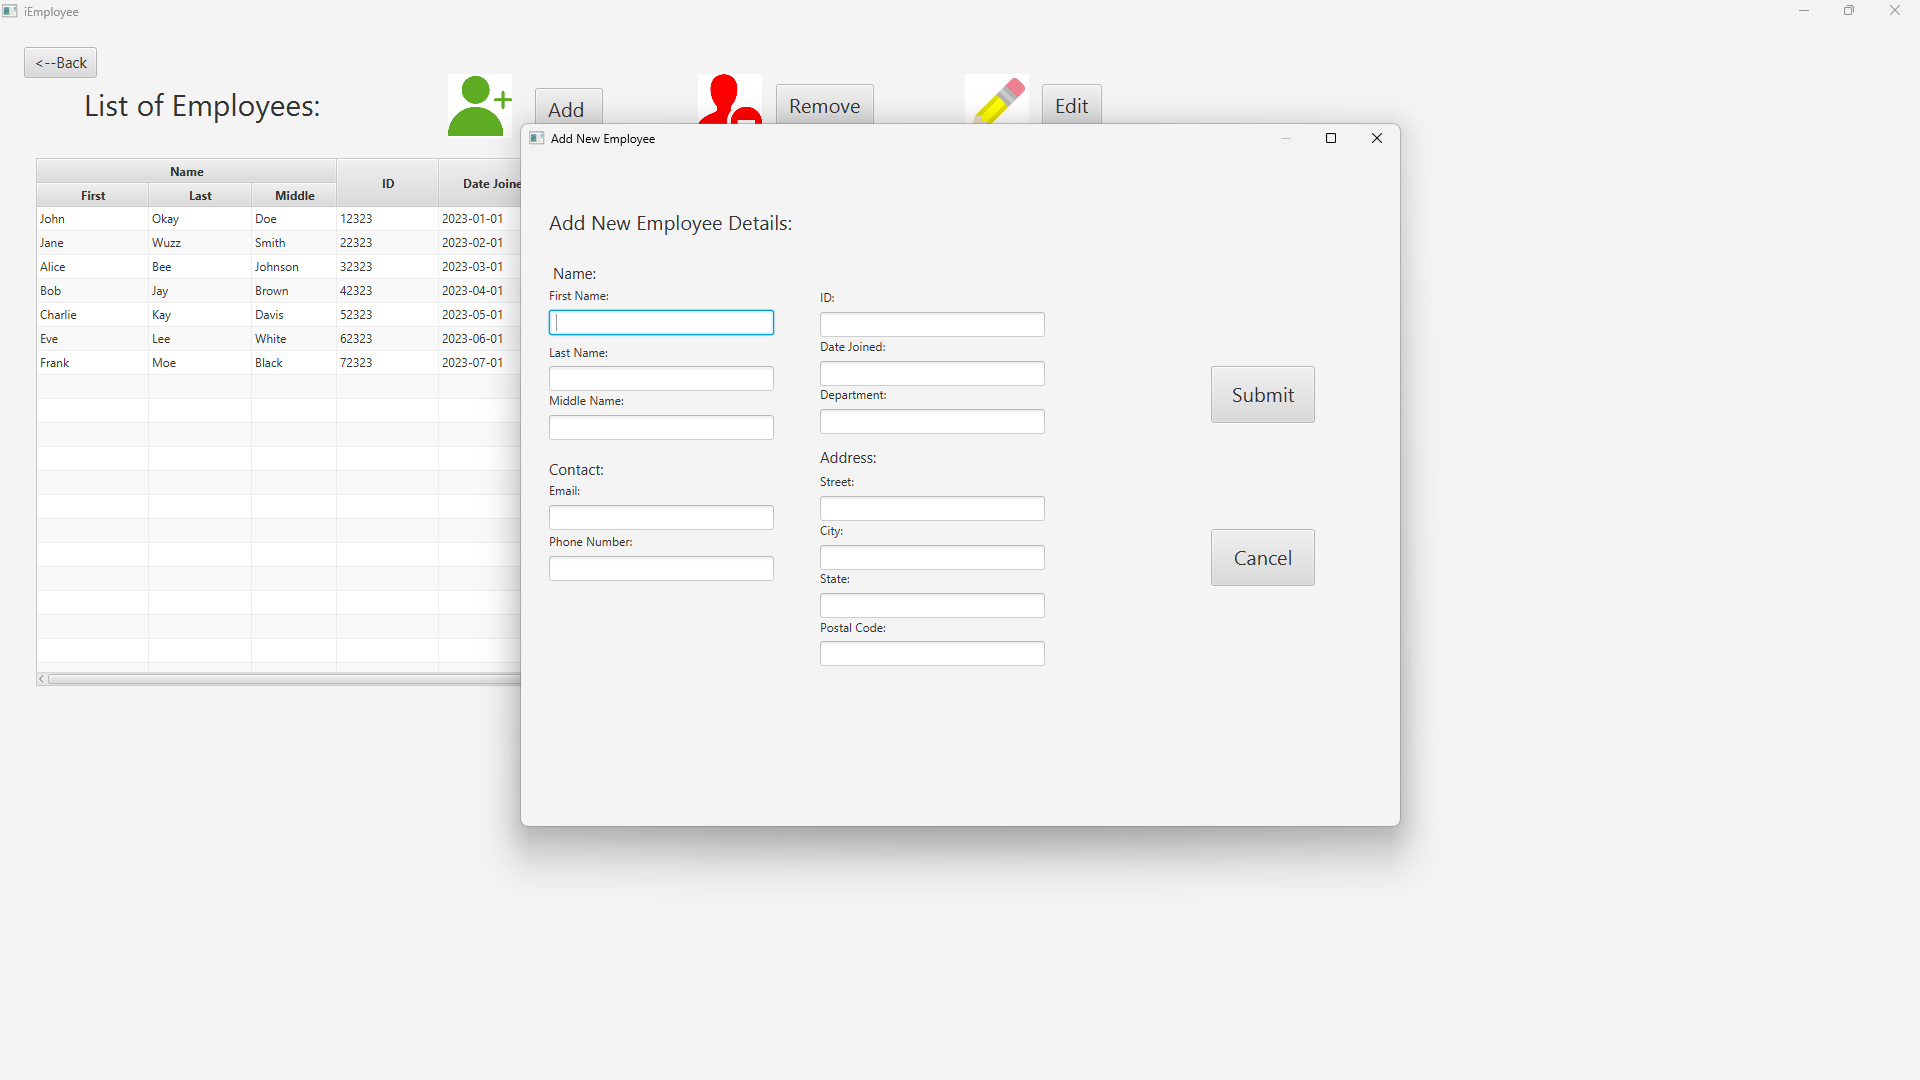 iEmployee
<--Back
List of Employees:
Add
Remove
Edit
Name
ID
Date Joine
First
Last
Middle
John Okay Doe 12323 2023-01-01
Jane Wuzz Smith 22323 2023-02-01
Alice Bee Johnson 32323 2023-03-01
Bob Jay Brown 42323 2023-04-01
Charlie Kay Davis 52323 2023-05-01
Eve Lee White 62323 2023-06-01
Frank Moe Black 72323 2023-07-01
Add New Employee
Add New Employee Details:
Name:
First Name:
Last Name:
Middle Name:
Contact:
Email:
Phone Number:
ID:
Date Joined:
Department:
Address:
Street:
City:
State:
Postal Code:
Submit
Cancel